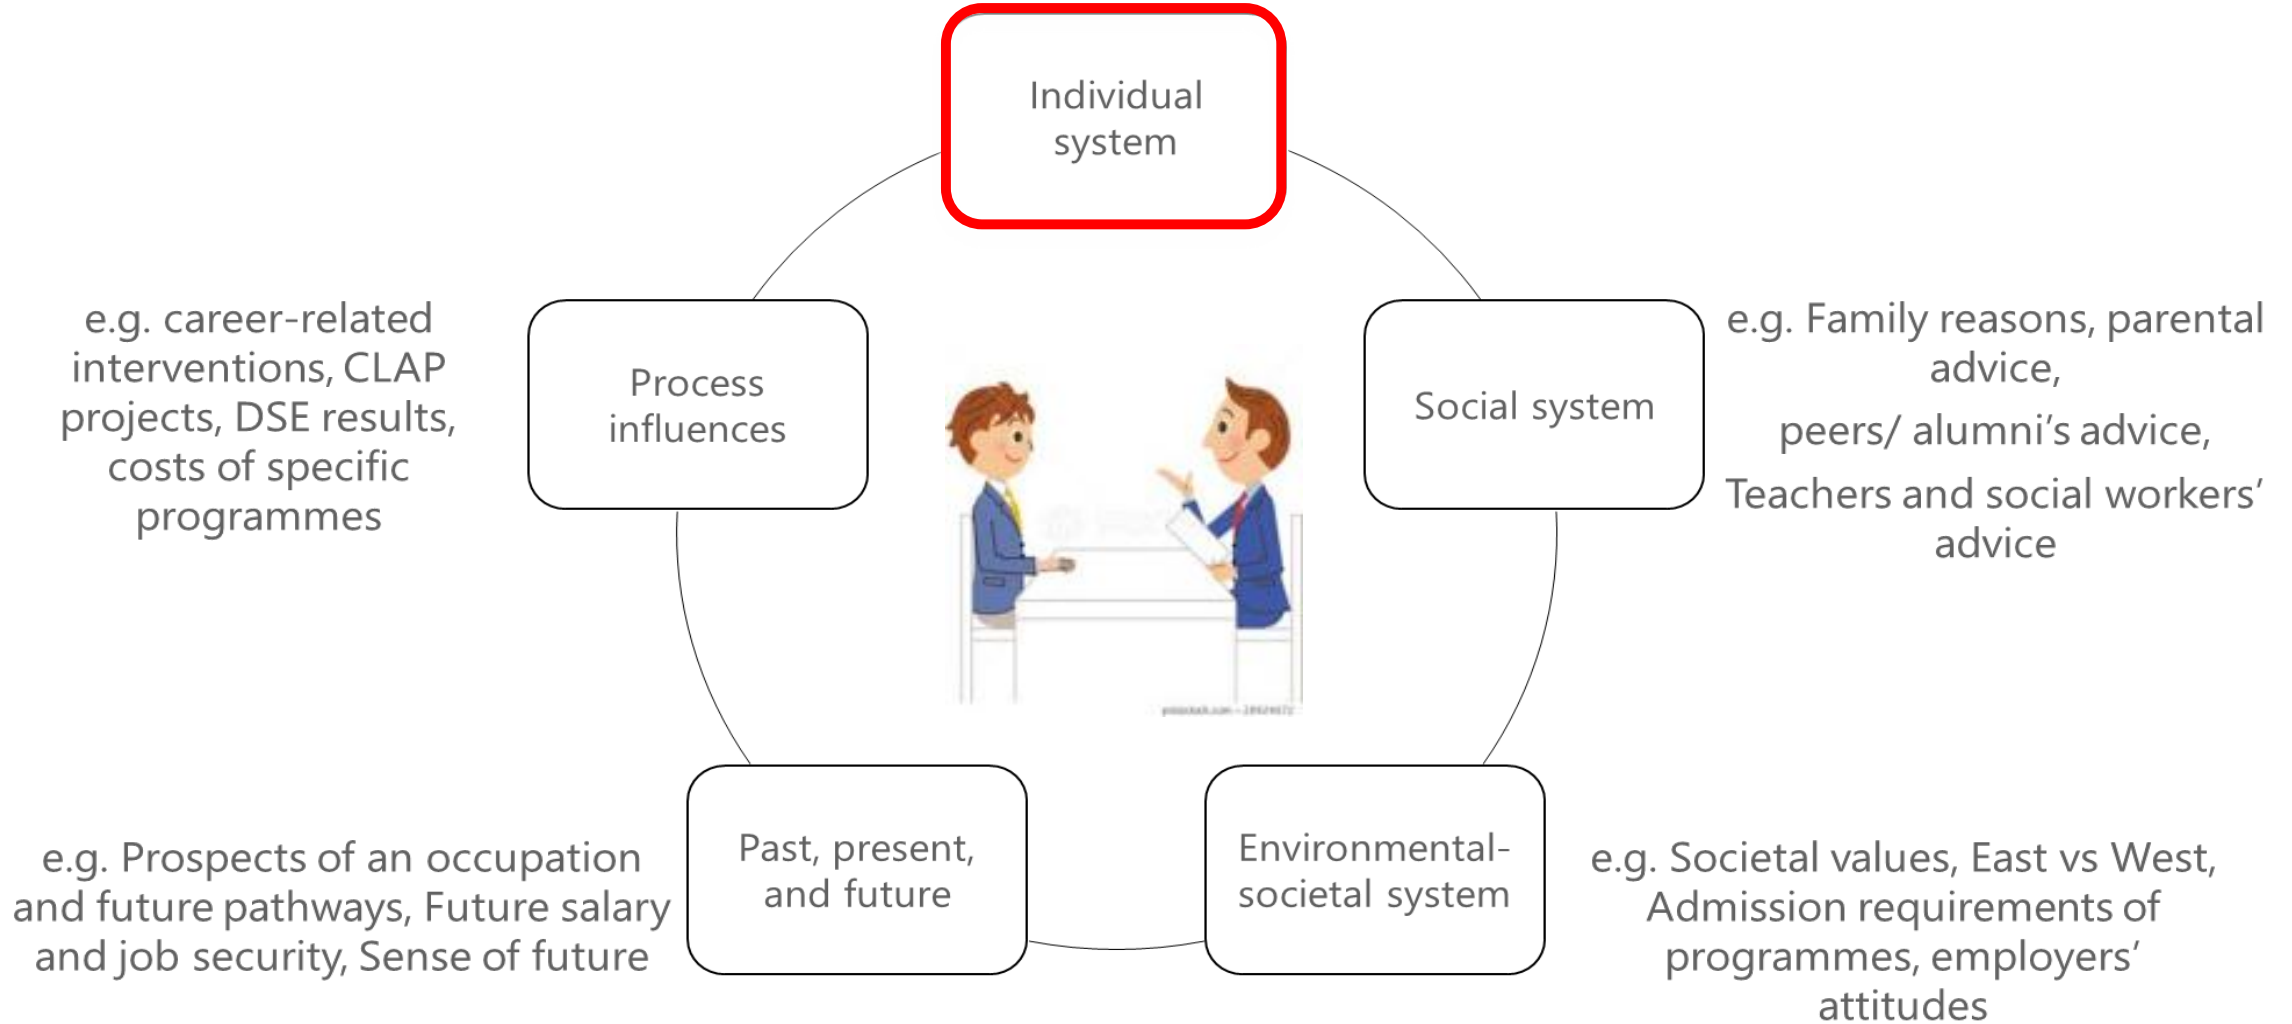 Individual
system
e.g. career-related
interventions, CLAP
projects, DSE results,
costs of specific
programmes
Process
influences
Social system
e.g. Family reasons, parental
advice,
peers/ alumni’s advice,
Teachers and social workers’
advice
e.g. Prospects of an occupation
and future pathways, Future salary
and job security, Sense of future
Past, present,
and future
Environmental-
societal system
e.g. Societal values, East vs West,
Admission requirements of
programmes, employers’
attitudes